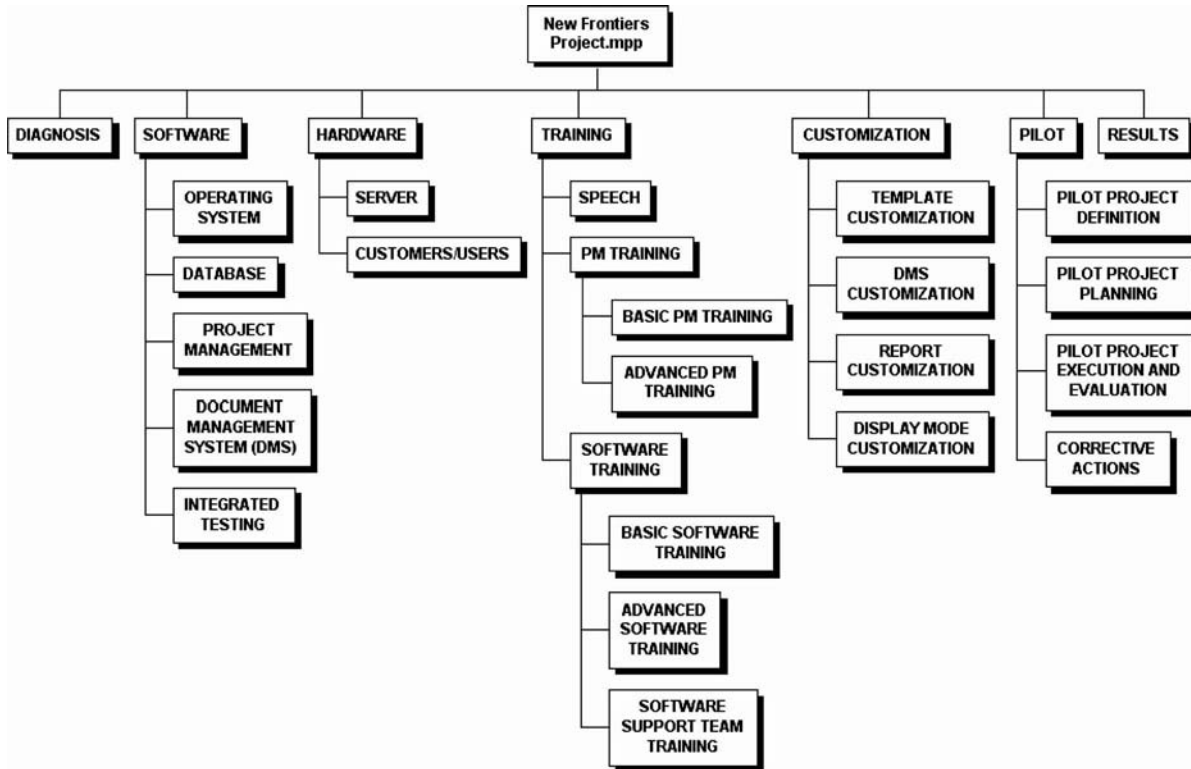 New Frontiers
Project.mpp
DIAGNOSIS
SOFTWARE
HARDWARE
TRAINING
CUSTOMIZATION
PILOT
RESULTS
OPERATING
SYSTEM
DATABASE
PROJECT
MANAGEMENT
DOCUMENT
MANAGEMENT
SYSTEM (DMS)
INTEGRATED
TESTING
SERVER
CUSTOMERS/USERS
SPEECH
PM TRAINING
BASIC PM TRAINING
ADVANCED PM
TRAINING
SOFTWARE
TRAINING
BASIC SOFTWARE
TRAINING
ADVANCED
SOFTWARE
TRAINING
SOFTWARE
SUPPORT TEAM
TRAINING
TEMPLATE
CUSTOMIZATION
DMS
CUSTOMIZATION
REPORT
CUSTOMIZATION
DISPLAY MODE
CUSTOMIZATION
PILOT PROJECT
DEFINITION
PILOT PROJECT
PLANNING
PILOT PROJECT
EXECUTION AND
EVALUATION
CORRECTIVE
ACTIONS